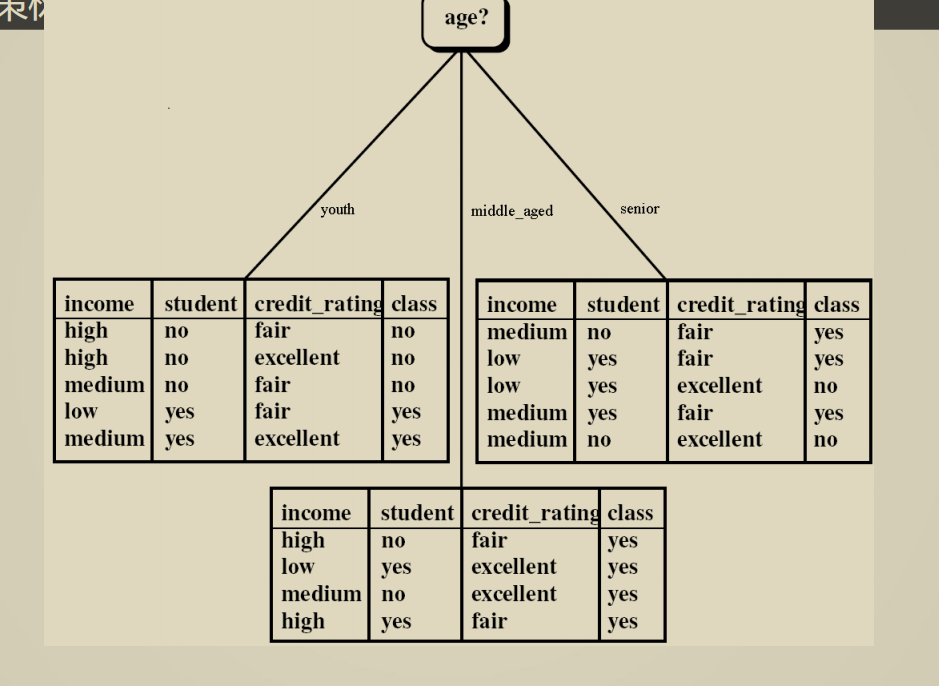 age?
youth
middle_aged
senior
income student credit_rating class
high no fair no
high no excellent no
medium no fair no
low yes fair yes
medium yes excellent yes
income student credit_rating class
medium no fair yes
low yes fair yes
low yes excellent no
medium yes fair yes
medium no excellent no
income student credit_rating class
high no fair yes
low yes excellent yes
medium no excellent yes
high yes fair yes